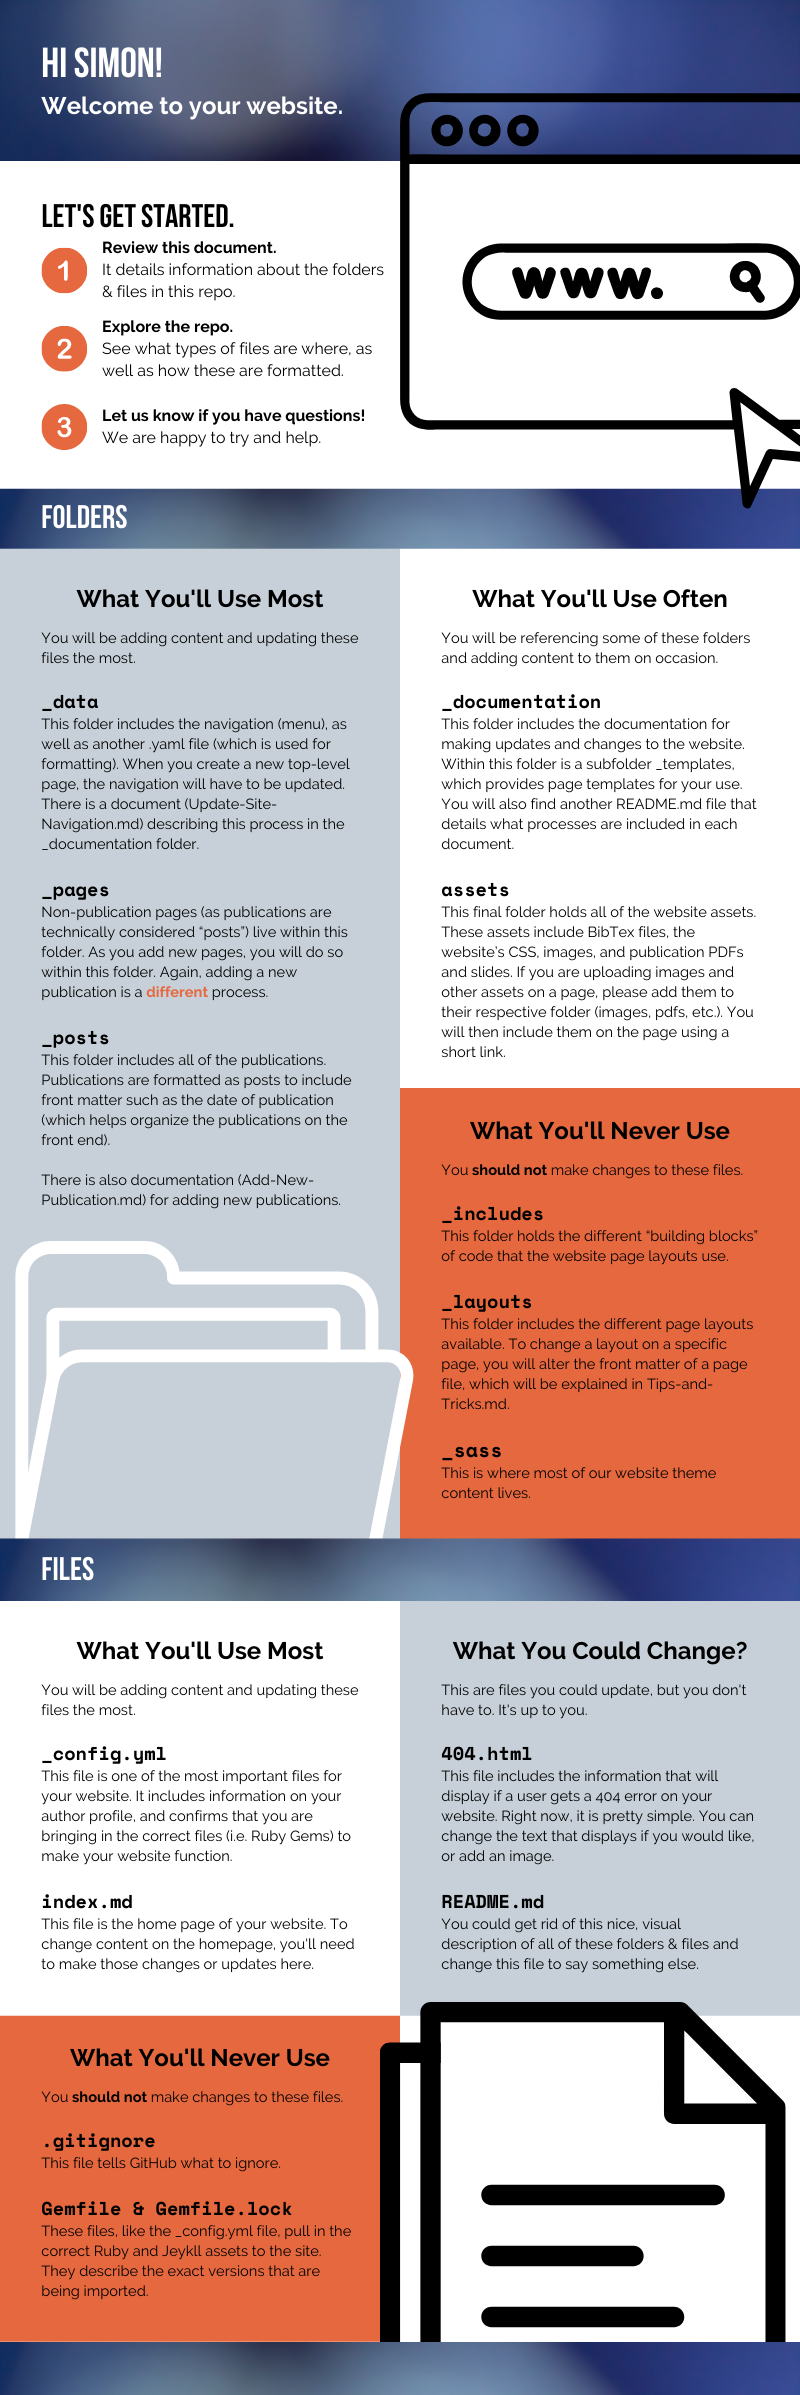 HI SIMON!
Welcome to your website.
www.
LET'S GET STARTED.
1
Review this document.
It details information about the folders
& files in this repo.
2
Explore the repo.
See what types of files are where, as
well as how these are formatted.
3
Let us know if you have questions!
We are happy to try and help.
FOLDERS
What You'll Use Most
You will be adding content and updating these
files the most.
_data
This folder includes the navigation (menu), as
well as another .yaml file (which is used for
formatting). When you create a new top-level
page, the navigation will have to be updated.
There is a document (Update-Site-
Navigation.md) describing this process in the
_documentation folder.
_pages
Non-publication pages (as publications are
technically considered “posts”) live within this
folder. As you add new pages, you will do so
within this folder. Again, adding a new
publication is a different process.
_posts
This folder includes all of the publications.
Publications are formatted as posts to include
front matter such as the date of publication
(which helps organize the publications on the
front end).
There is also documentation (Add-New-
Publication.md) for adding new publications.
What You'll Use Often
You will be referencing some of these folders
and adding content to them on occasion.
_documentation
This folder includes the documentation for
making updates and changes to the website.
Within this folder is a subfolder _templates,
which provides page templates for your use.
You will also find another README.md file that
details what processes are included in each
document.
assets
This final folder holds all of the website assets.
These assets include BibTex files, the
website's CSS, images, and publication PDFs
and slides. If you are uploading images and
other assets on a page, please add them to
their respective folder (images, pdfs, etc.). You
will then include them on the page using a
short link.
What You'll Never Use
You should not make changes to these files.
_includes
This folder holds the different “building blocks”
of code that the website page layouts use.
_layouts
This folder includes the different page layouts
available. To change a layout on a specific
page, you will alter the front matter of a page
file, which will be explained in Tips-and-
Tricks.md.
_sass
This is where most of our website theme
content lives.
FILES
What You'll Use Most
You will be adding content and updating these
files the most.
_config.yml
This file is one of the most important files for
your website. It includes information on your
author profile, and confirms that you are
bringing in the correct files (i.e. Ruby Gems) to
make your website function.
index.md
This file is the home page of your website. To
change content on the homepage, you'll need
to make those changes or updates here.
What You Could Change?
This are files you could update, but you don't
have to. It's up to you.
404.html
This file includes the information that will
display if a user gets a 404 error on your
website. Right now, it is pretty simple. You can
change the text that displays if you would like,
or add an image.
README.md
You could get rid of this nice, visual
description of all of these folders & files and
change this file to say something else.
What You'll Never Use
You should not make changes to these files.
.gitignore
This file tells GitHub what to ignore.
Gemfile & Gemfile.lock
These files, like the _config.yml file, pull in the
correct Ruby and Jeykll assets to the site.
They describe the exact versions that are
being imported.